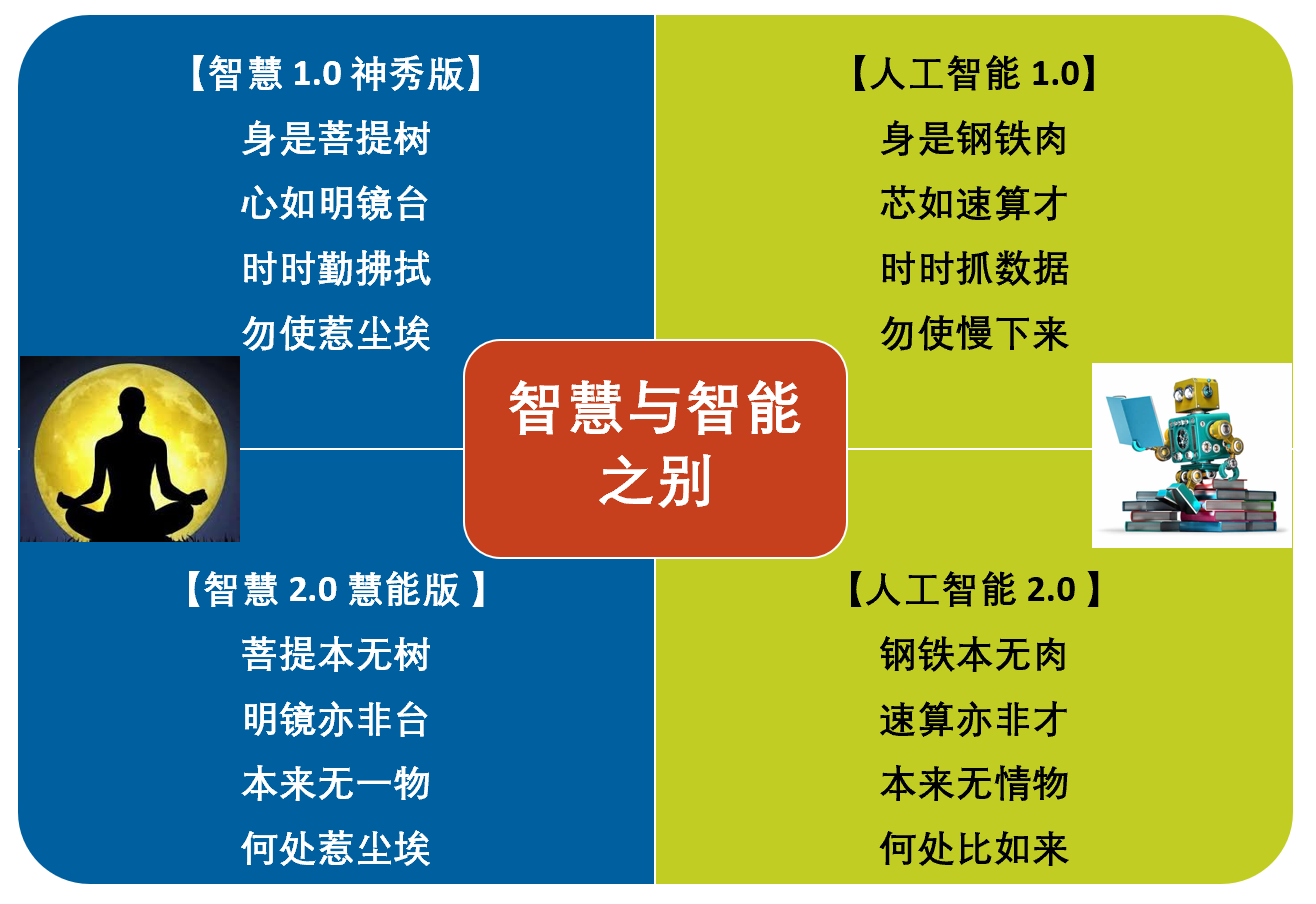 【智慧 1.0 神秀版】
身是菩提树
心如明镜台
时时勤拂拭
勿使惹尘埃
【人工智能 1.0】
身是钢铁肉
芯如速算才
时时抓数据
勿使慢下来
智慧与智能
之别
【智慧 2.0 慧能版 】
菩提本无树
明镜亦非台
本来无一物
何处惹尘埃
【人工智能 2.0 】
钢铁本无肉
速算亦非才
本来无情物
何处比如来